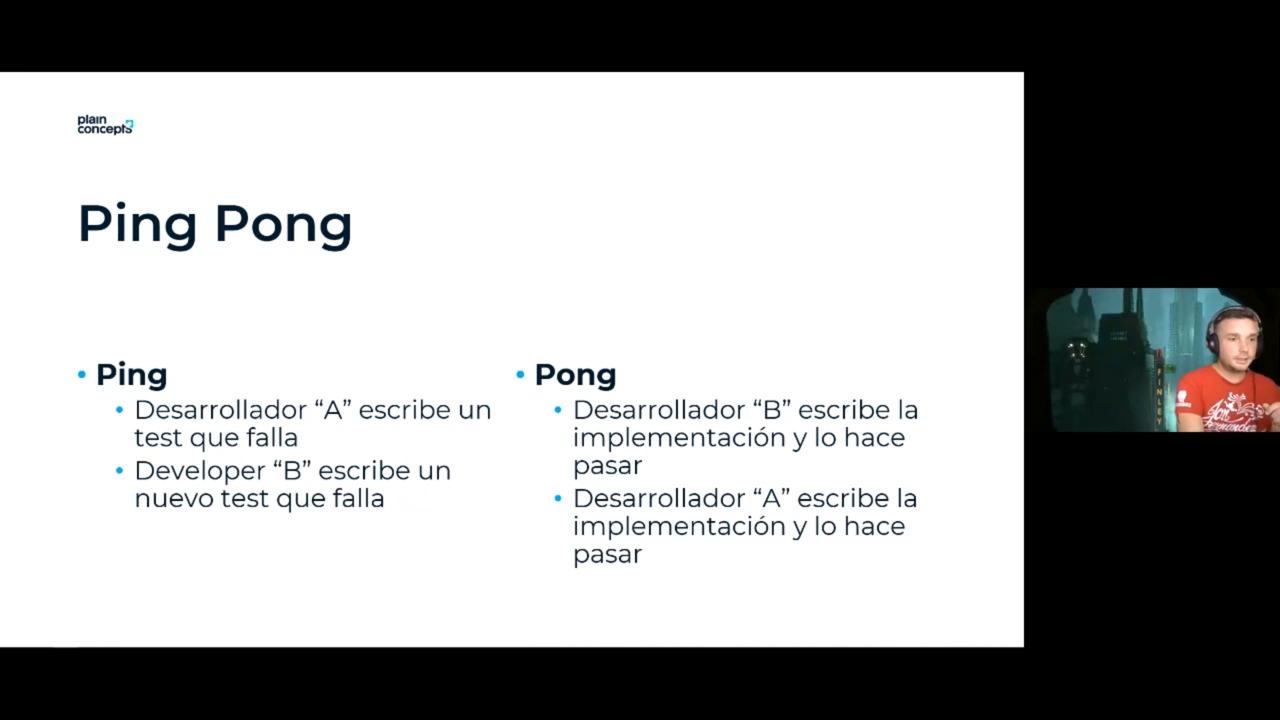 plain
concepts
Ping Pong
• Ping
• Desarrollador “A” escribe un
test que falla
• Developer “B” escribe un
nuevo test que falla
• Pong
• Desarrollador “B” escribe la
implementación y lo hace
pasar
• Desarrollador “A” escribe la
implementación y lo hace
pasar
FINLEY